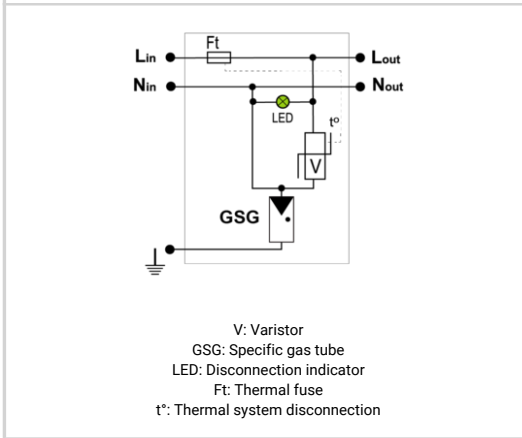 Ft
Lin Lout
Nin Nout
LED
t°
V
GSG
V: Varistor
GSG: Specific gas tube
LED: Disconnection indicator
Ft: Thermal fuse
t°: Thermal system disconnection